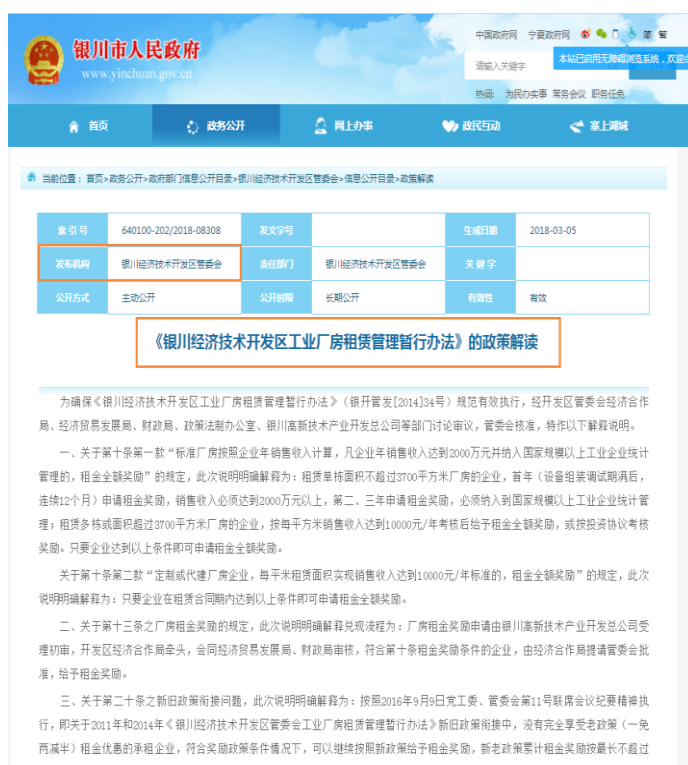 中国政府网 宁夏政府网 简 繁
银川市人民政府
www.yinchuan.gov.cn
请输入关键字
本站已启用无障碍浏览系统，欢迎点
热词: 为民办实事 常务会议 职务任免
首页 政务公开 网上办事 政民互动 塞上湖城
当前位置：首页>政务公开>政府部门信息公开目录>银川经济技术开发区管委会>信息公开目录>政策解读
索引号 640100-202/2018-08308 发文字号 生成日期 2018-03-05
发布机构 银川经济技术开发区管委会 责任部门 银川经济技术开发区管委会 关键字
公开方式 主动公开 公开时限 长期公开 有效性 有效
《银川经济技术开发区工业厂房租赁管理暂行办法》的政策解读
为确保《银川经济技术开发区工业厂房租赁管理暂行办法》（银开管发[2014]34号）规范有效执行，经开发区管委会经济合作
局、经济贸易发展局、财政局、政策法制办公室、银川高新技术产业开发总公司等部门讨论审议，管委会核准，特作以下解释说明。
一、关于第十条第一款“标准厂房按照企业年销售收入计算，凡企业年销售收入达到2000万元并纳入国家规模以上工业企业统计
管理的，租金全额奖励”的规定，此次说明明确解释为：租赁单栋面积不超过3700平方米厂房的企业，首年（设备组装调试期满后，
连续12个月）申请租金奖励，销售收入必须达到2000万元以上，第二、三年申请租金奖励，必须纳入到国家规模以上工业企业统计管
理；租赁多栋或面积超过3700平方米厂房的企业，按每平方米销售收入达到10000元/年考核后给予租金全额奖励，或按投资协议考核
奖励。只要企业达到以上条件即可申请租金全额奖励。
关于第十条第二款“定制或代建厂房企业，每平米租赁面积实现销售收入达到10000元/年标准的，租金全额奖励”的规定，此次
说明明确解释为：只要企业在租赁合同期内达到以上条件即可申请租金全额奖励。
二、关于第十三条之厂房租金奖励的规定，此次说明明确解释兑现流程为：厂房租金奖励申请由银川高新技术产业开发总公司受
理初审，开发区经济合作局牵头，会同经济贸易发展局、财政局审核，符合第十条租金奖励条件的企业，由经济合作局提请管委会批
准，给予租金奖励。
三、关于第二十条之新旧政策衔接问题，此次说明明确解释为：按照2016年9月9日党工委、管委会第11号联席会议纪要精神执
行，即关于2011年和2014年《银川经济技术开发区管委会工业厂房租赁管理暂行办法》新旧政策衔接中，没有完全享受老政策（一免
两减半）租金优惠的承租企业，符合奖励政策条件情况下，可以继续按照新政策给予租金奖励，新老政策累计租金奖励按最长不超过